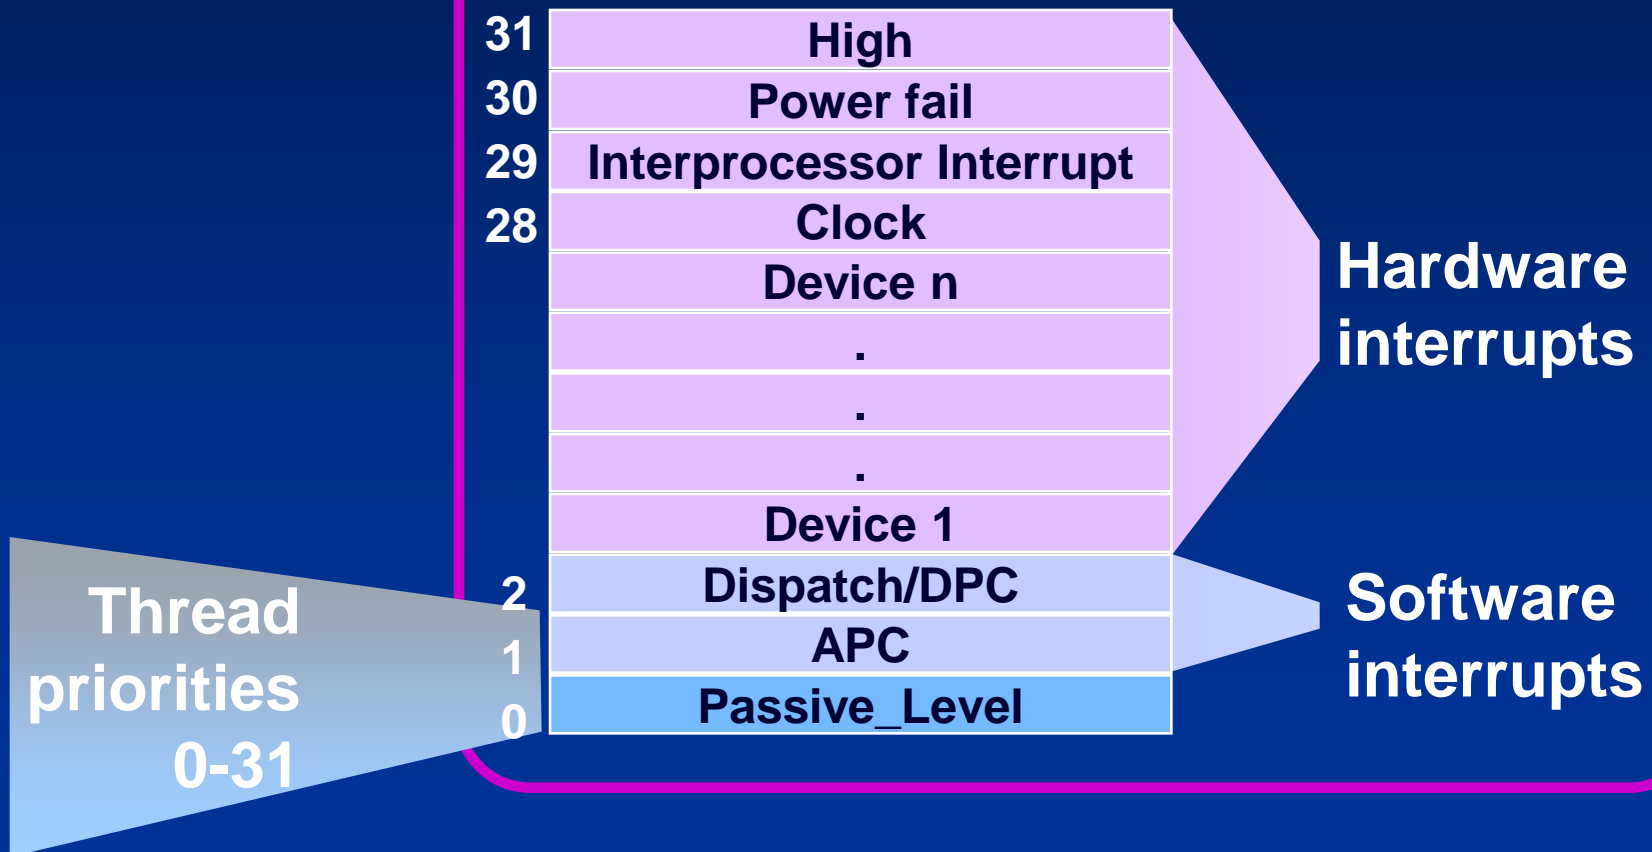 31 High
30 Power fail
29 Interprocessor Interrupt
28 Clock
Device n
.
.
.
Device 1
2 Dispatch/DPC
1 APC
0 Passive_Level
Hardware
interrupts
Software
interrupts
Thread
priorities
0-31